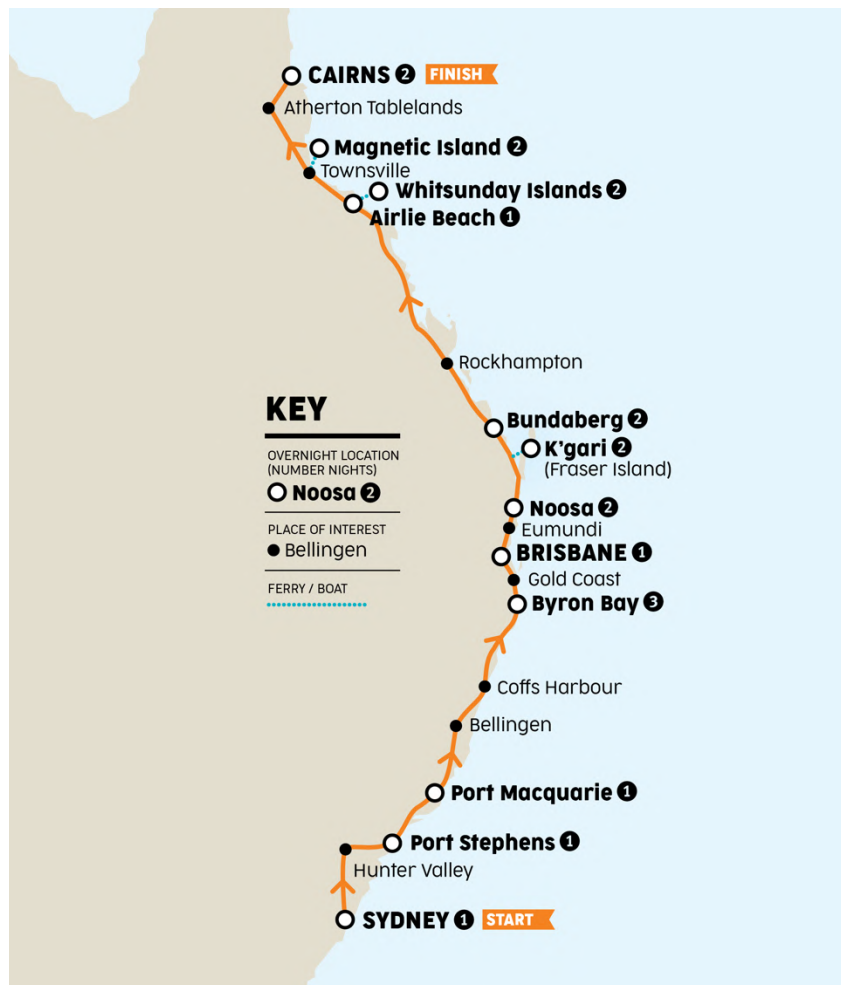 CAIRNS 2 FINISH
Atherton Tablelands
Magnetic Island 2
Townsville
Whitsunday Islands 2
Airlie Beach 1
Rockhampton
KEY
OVERNIGHT LOCATION
(NUMBER NIGHTS)
Noosa 2
PLACE OF INTEREST
Bellingen
FERRY / BOAT
Bundaberg 2
K'gari 2
(Fraser Island)
Noosa 2
Eumundi
BRISBANE 1
Gold Coast
Byron Bay 3
Coffs Harbour
Bellingen
Port Macquarie 1
Port Stephens 1
Hunter Valley
SYDNEY 1 START